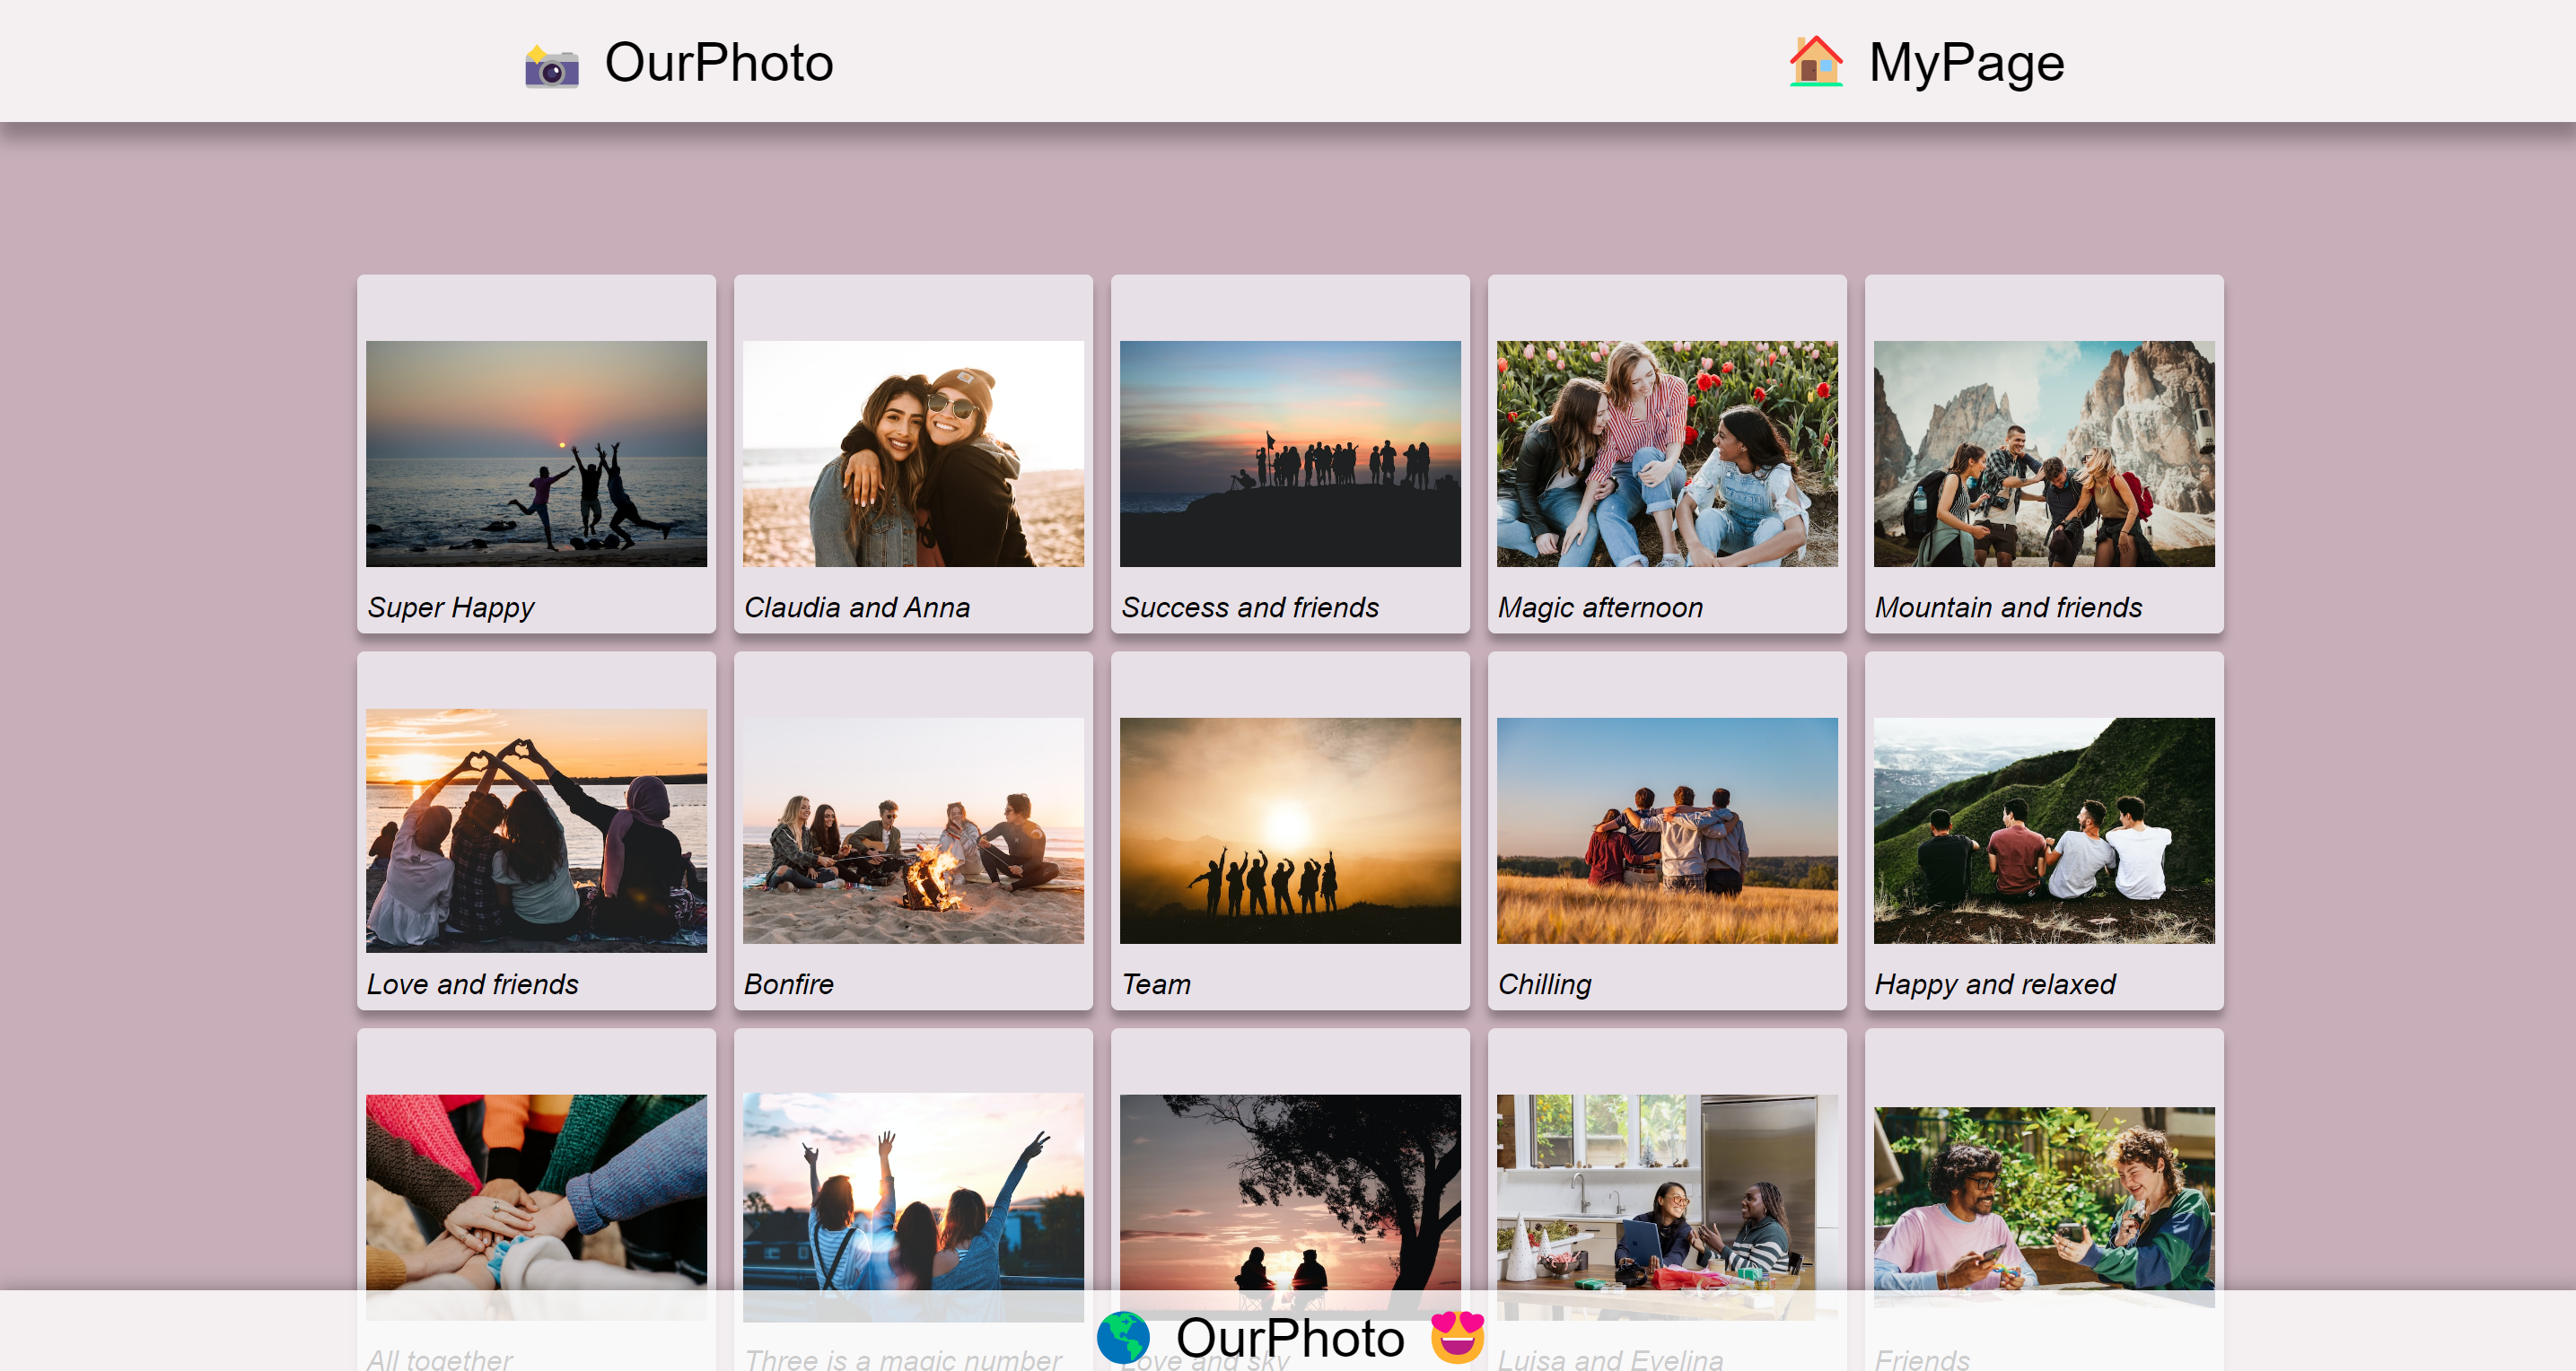 OurPhoto
MyPage
Super Happy
Claudia and Anna
Success and friends
Magic afternoon
Mountain and friends
Love and friends
Bonfire
Team
Chilling
Happy and relaxed
All together
Three is a magic number
Love and sky
Luisa and Evelina
Friends
OurPhoto